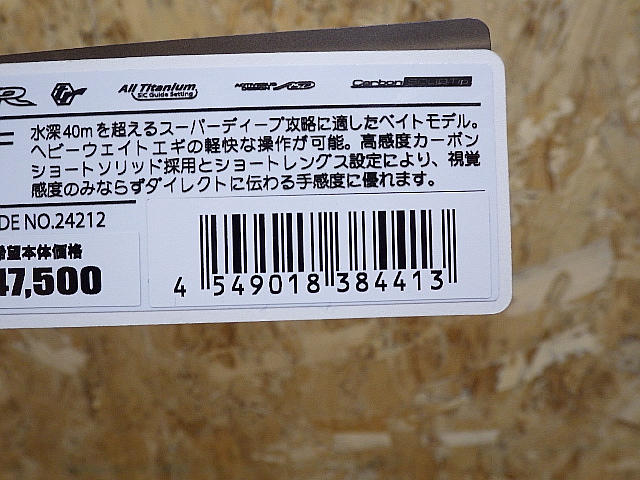 All Titanium
SiC Guide Setting
水深40mを超えるスーパーディープ攻略に適したベイトモデル。
ヘビーウェイトエギの軽快な操作が可能。高感度カーボン
ショートソリッド採用とショートレングス設定により、視覚
感度のみならずダイレクトに伝わる手感度に優れます。
DE NO.24212
希望本体価格
47,500
4 549018 384413